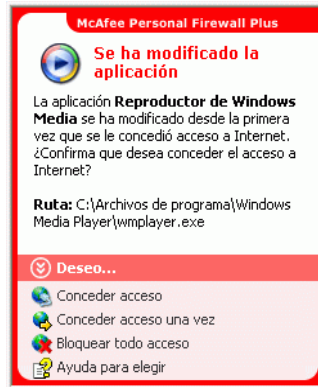 McAfee Personal Firewall Plus
Se ha modificado la
aplicación
La aplicación Reproductor de Windows
Media se ha modificado desde la primera
vez que se le concedió acceso a Internet.
¿Confirma que desea conceder el acceso a
Internet?
Ruta: C:\Archivos de programa\Windows
Media Player\wmplayer.exe
Deseo...
Conceder acceso
Conceder acceso una vez
Bloquear todo acceso
Ayuda para elegir